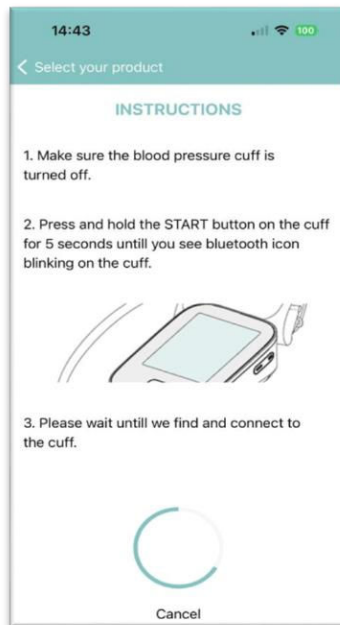 14:43
100
Select your product
INSTRUCTIONS
1. Make sure the blood pressure cuff is
turned off.
2. Press and hold the START button on the cuff
for 5 seconds untill you see bluetooth icon
blinking on the cuff.
3. Please wait untill we find and connect to
the cuff.
Cancel